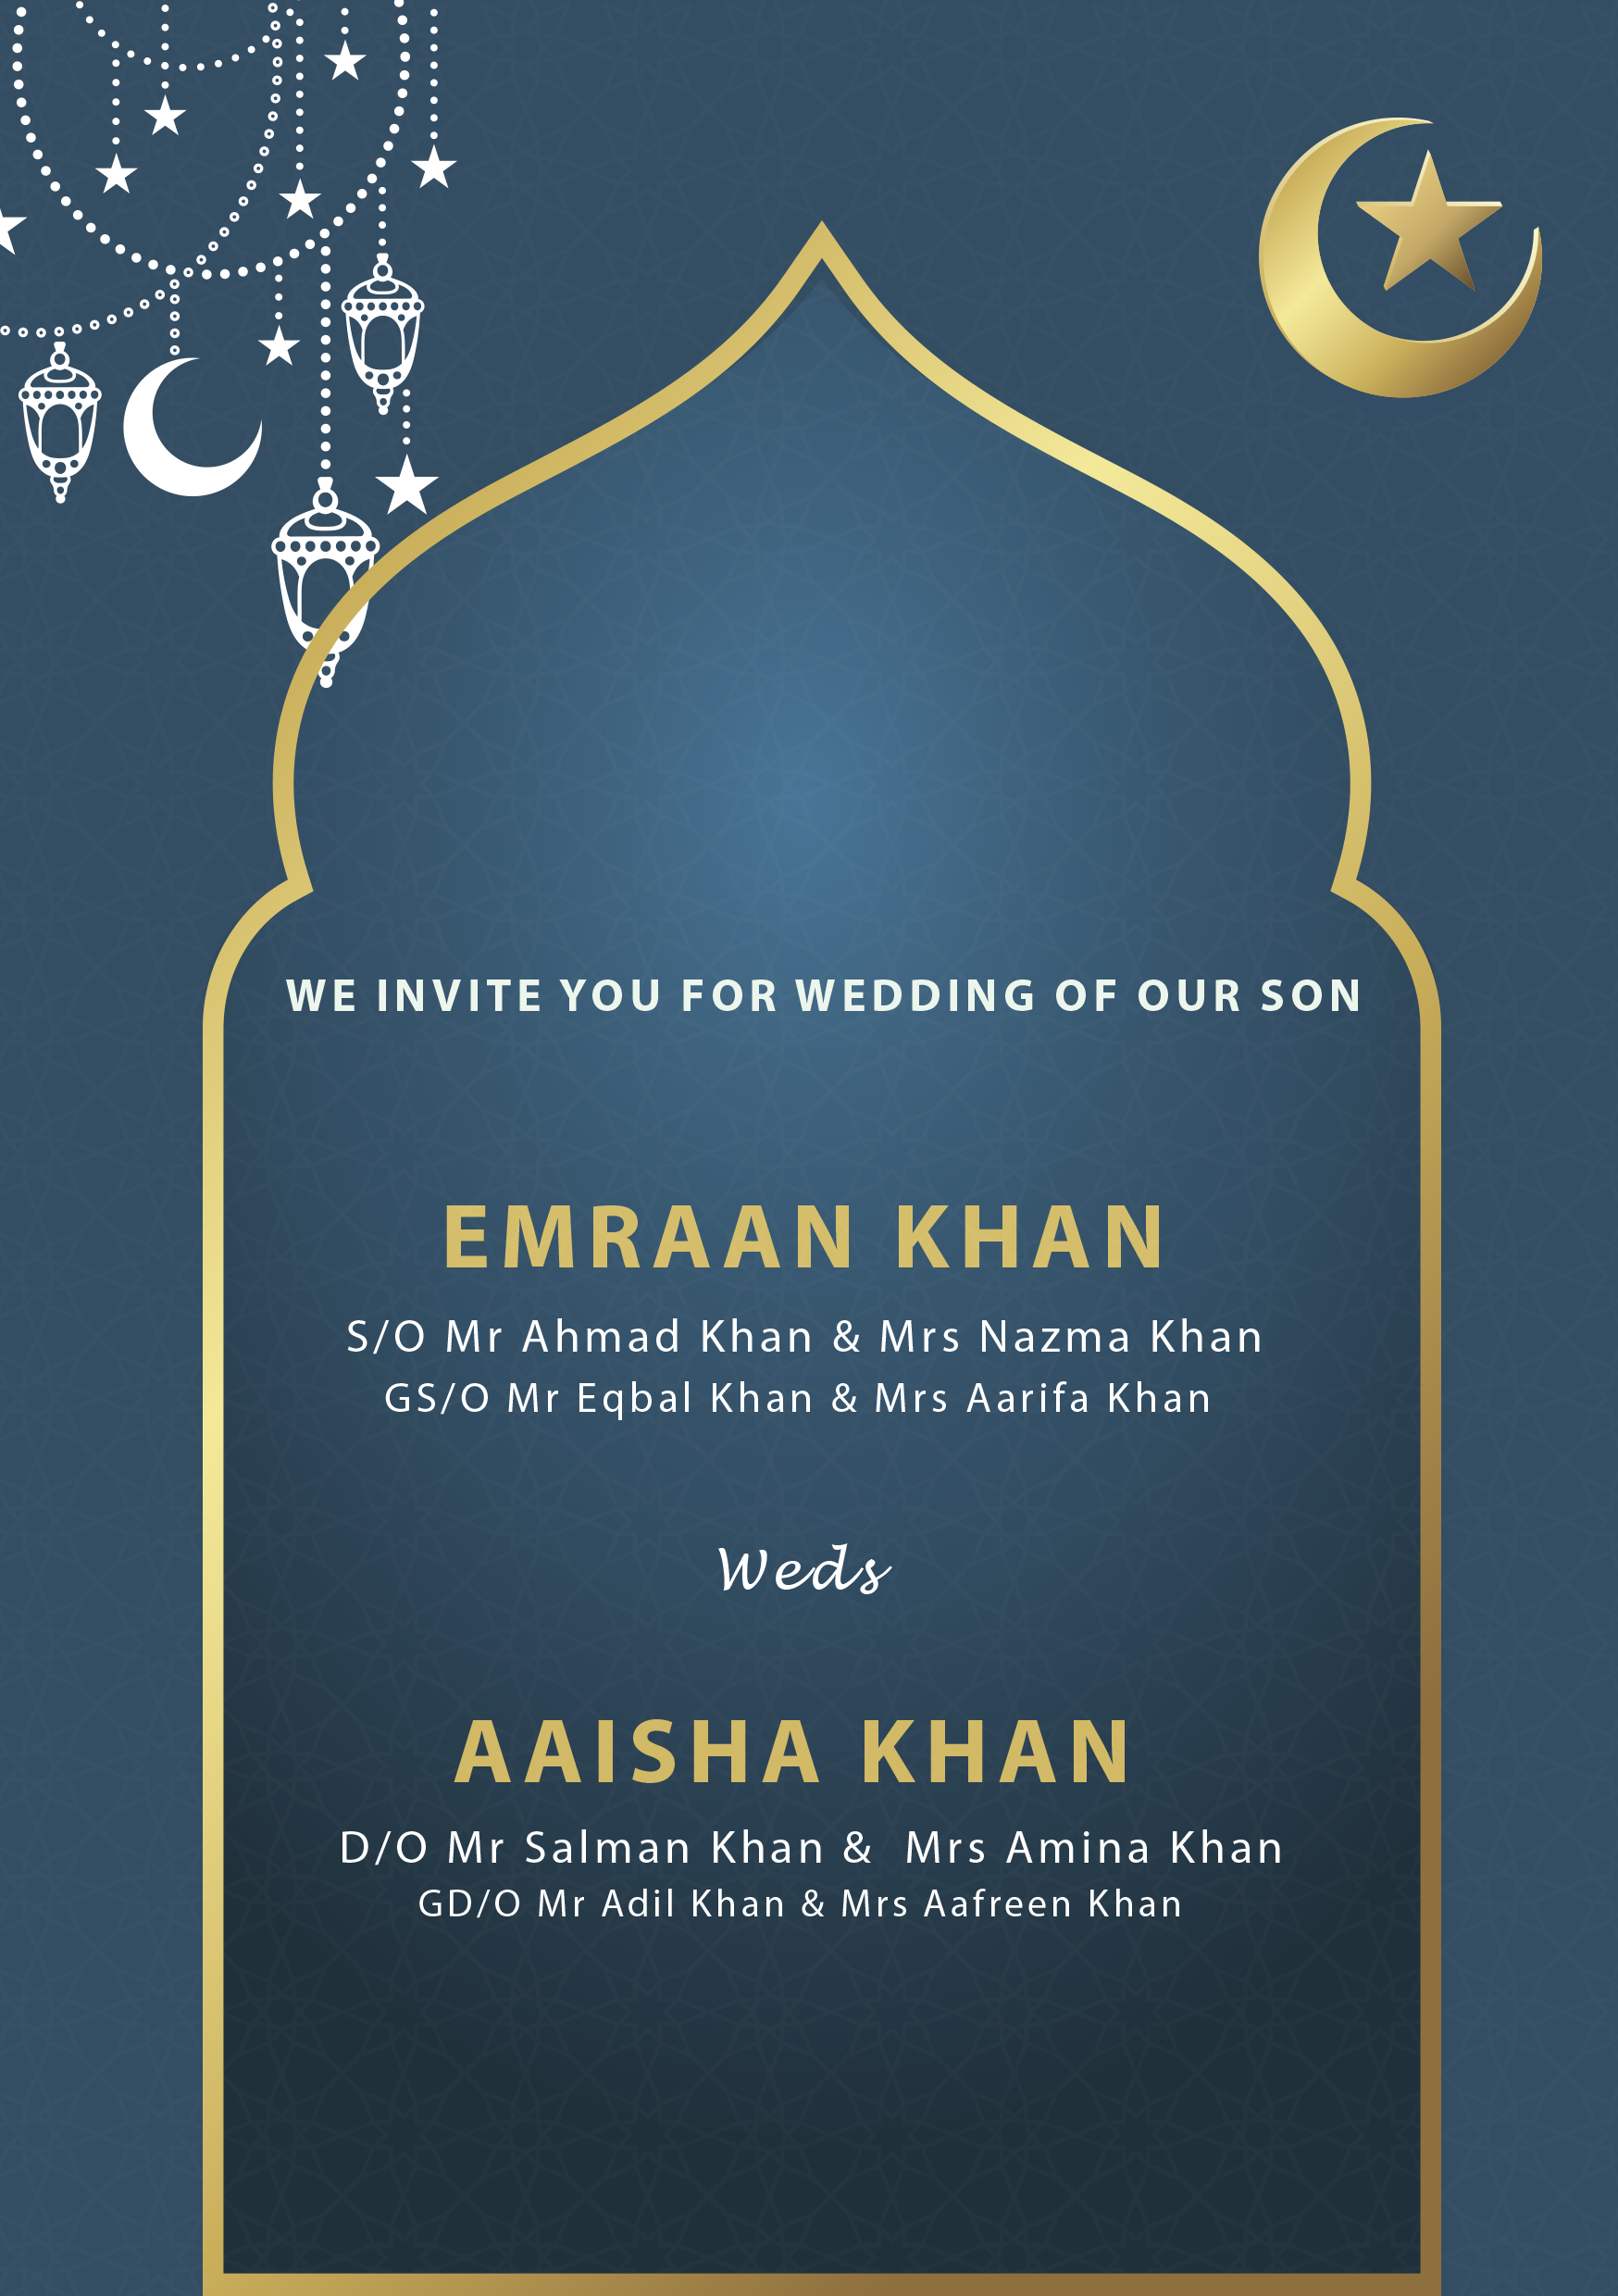 WE INVITE YOU FOR WEDDING OF OUR SON
EMRAAN KHAN
S/O Mr Ahmad Khan & Mrs Nazma Khan
GS/O Mr Eqbal Khan & Mrs Aarifa Khan
Weds
AAISHA KHAN
D/O Mr Salman Khan & Mrs Amina Khan
GD/O Mr Adil Khan & Mrs Aafreen Khan